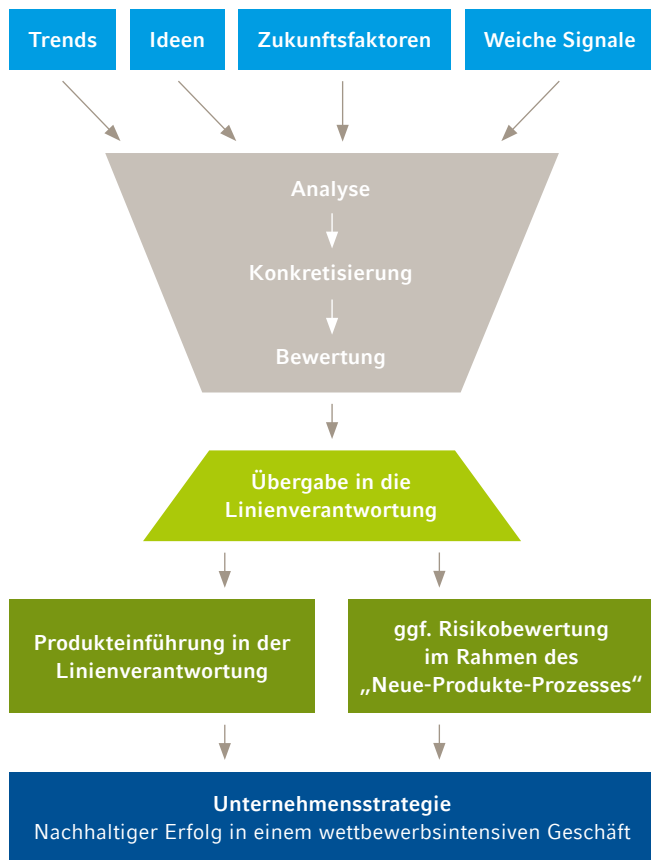 Trends
Ideen
Zukunftsfaktoren
Weiche Signale
Analyse
Konkretisierung
Bewertung
Übergabe in die
Linienverantwortung
Produkteinführung in der
Linienverantwortung
ggf. Risikobewertung
im Rahmen des
„Neue-Produkte-Prozesses“
Unternehmensstrategie
Nachhaltiger Erfolg in einem wettbewerbsintensiven Geschäft